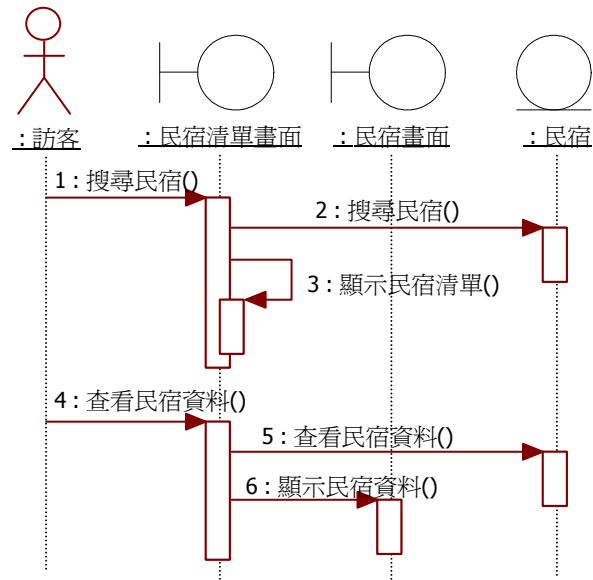 : 訪客
: 民宿清單畫面
: 民宿畫面
: 民宿
1 : 搜尋民宿()
2 : 搜尋民宿()
3 : 顯示民宿清單()
4 : 查看民宿資料()
5 : 查看民宿資料()
6 : 顯示民宿資料()